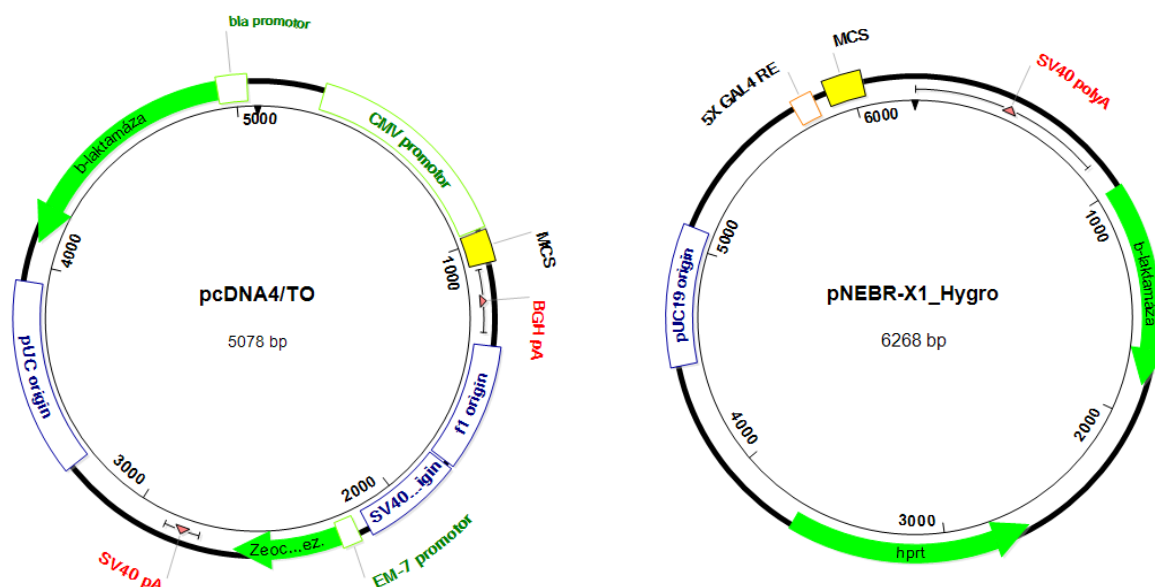 bla promotor
5000
CMV promotor
b-laktamáza
MCS
1000
4000
pcDNA4/TO
5078 bp
BGH pA
pUC origin
f1 origin
3000
2000
SV40...igin
Zeoc...ez.
EM-7 promotor
SV40 pA
MCS
5X GAL4 RE
SV40 polyA
6000
1000
b-laktamáza
5000
pUC19 origin
pNEBR-X1_Hygro
6268 bp
4000
2000
3000
hprt